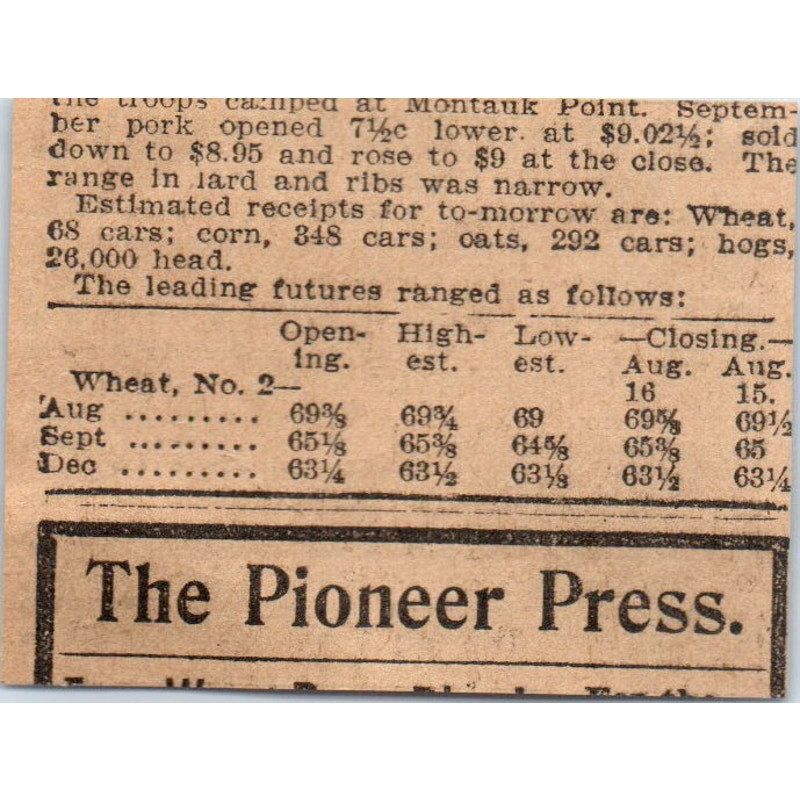 the troops camped at Montauk Point. Septem-
ber pork opened 7½c lower at $9.02½; sold
down to $8.95 and rose to $9 at the close. The
range in lard and ribs was narrow.
Estimated receipts for to-morrow are: Wheat,
68 cars; corn, 348 cars; oats, 292 cars; hogs,
26,000 head.
The leading futures ranged as follows:
Open- High- Low- —Closing.—
ing. est. est. Aug. Aug.
Wheat, No. 2— 16 15.
Aug ......... 69⅜ 69¾ 69 69⅝ 69½
Sept ......... 65⅛ 65⅜ 64⅝ 65⅜ 65
Dec .......... 63¼ 63½ 63⅛ 63½ 63¼
The Pioneer Press.